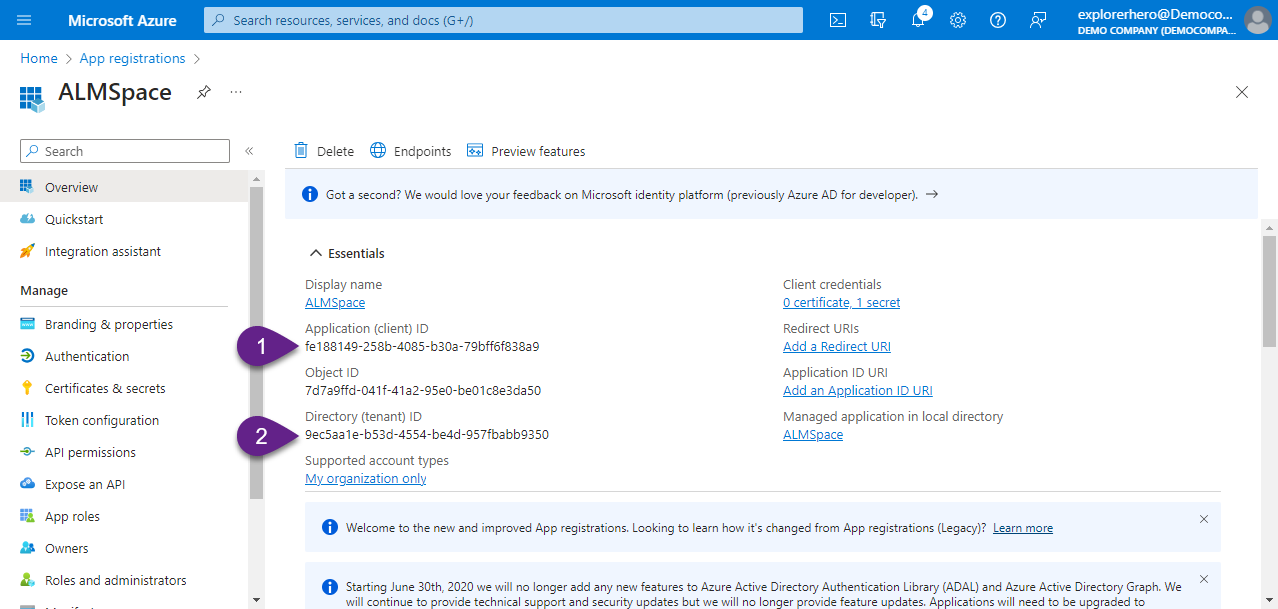 Microsoft Azure
Search resources, services, and docs (G+/)
4
explorerhero@Democo...
DEMO COMPANY (DEMOCOMPA...
Home > App registrations >
ALMSpace
...
Search
«
Overview
Quickstart
Integration assistant
Manage
Branding & properties
Authentication
Certificates & secrets
Token configuration
API permissions
Expose an API
App roles
Owners
Roles and administrators
Delete
Endpoints
Preview features
Got a second? We would love your feedback on Microsoft identity platform (previously Azure AD for developer). →
Essentials
Display name
ALMSpace
Application (client) ID
1
fe188149-258b-4085-b30a-79bff6f838a9
Object ID
7d7a9ffd-041f-41a2-95e0-be01c8e3da50
Directory (tenant) ID
2
9ec5aa1e-b53d-4554-be4d-957fbabb9350
Supported account types
My organization only
Client credentials
0 certificate, 1 secret
Redirect URIs
Add a Redirect URI
Application ID URI
Add an Application ID URI
Managed application in local directory
ALMSpace
Welcome to the new and improved App registrations. Looking to learn how it's changed from App registrations (Legacy)? Learn more
Starting June 30th, 2020 we will no longer add any new features to Azure Active Directory Authentication Library (ADAL) and Azure Active Directory Graph. We
will continue to provide technical support and security updates but we will no longer provide feature updates. Applications will need to be upgraded to